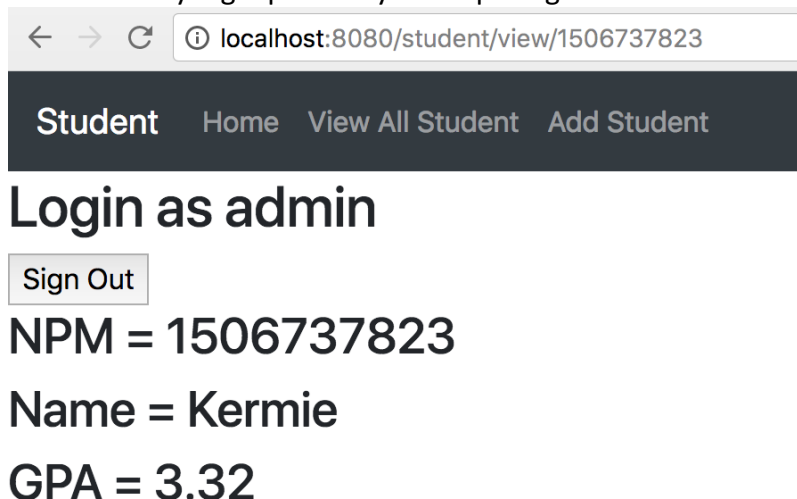 localhost:8080/student/view/1506737823
Student Home View All Student Add Student
Login as admin
Sign Out
NPM = 1506737823
Name = Kermie
GPA = 3.32